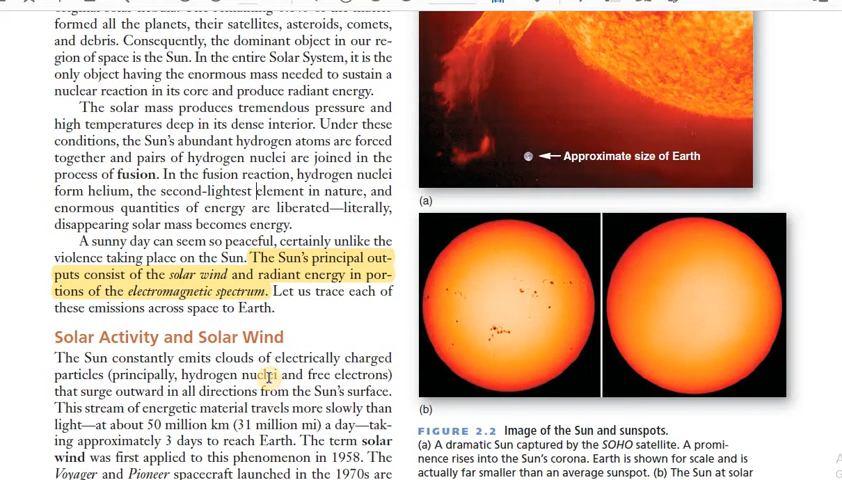 formed all the planets, their satellites, asteroids, comets,
and debris. Consequently, the dominant object in our re-
gion of space is the Sun. In the entire Solar System, it is the
only object having the enormous mass needed to sustain a
nuclear reaction in its core and produce radiant energy.
The solar mass produces tremendous pressure and
high temperatures deep in its dense interior. Under these
conditions, the Sun's abundant hydrogen atoms are forced
together and pairs of hydrogen nuclei are joined in the
process of fusion. In the fusion reaction, hydrogen nuclei
form helium, the second-lightest element in nature, and
enormous quantities of energy are liberated—literally,
disappearing solar mass becomes energy.
A sunny day can seem so peaceful, certainly unlike the
violence taking place on the Sun. The Sun's principal out-
puts consist of the solar wind and radiant energy in por-
tions of the electromagnetic spectrum. Let us trace each of
these emissions across space to Earth.
Solar Activity and Solar Wind
The Sun constantly emits clouds of electrically charged
particles (principally, hydrogen nuclei and free electrons)
that surge outward in all directions from the Sun's surface.
This stream of energetic material travels more slowly than
light—at about 50 million km (31 million mi) a day—tak-
ing approximately 3 days to reach Earth. The term solar
wind was first applied to this phenomenon in 1958. The
Voyager and Pioneer spacecraft launched in the 1970s are
Approximate size of Earth
(a)
(b)
FIGURE 2.2 Image of the Sun and sunspots.
(a) A dramatic Sun captured by the SOHO satellite. A promi-
nence rises into the Sun's corona. Earth is shown for scale and is
actually far smaller than an average sunspot. (b) The Sun at solar